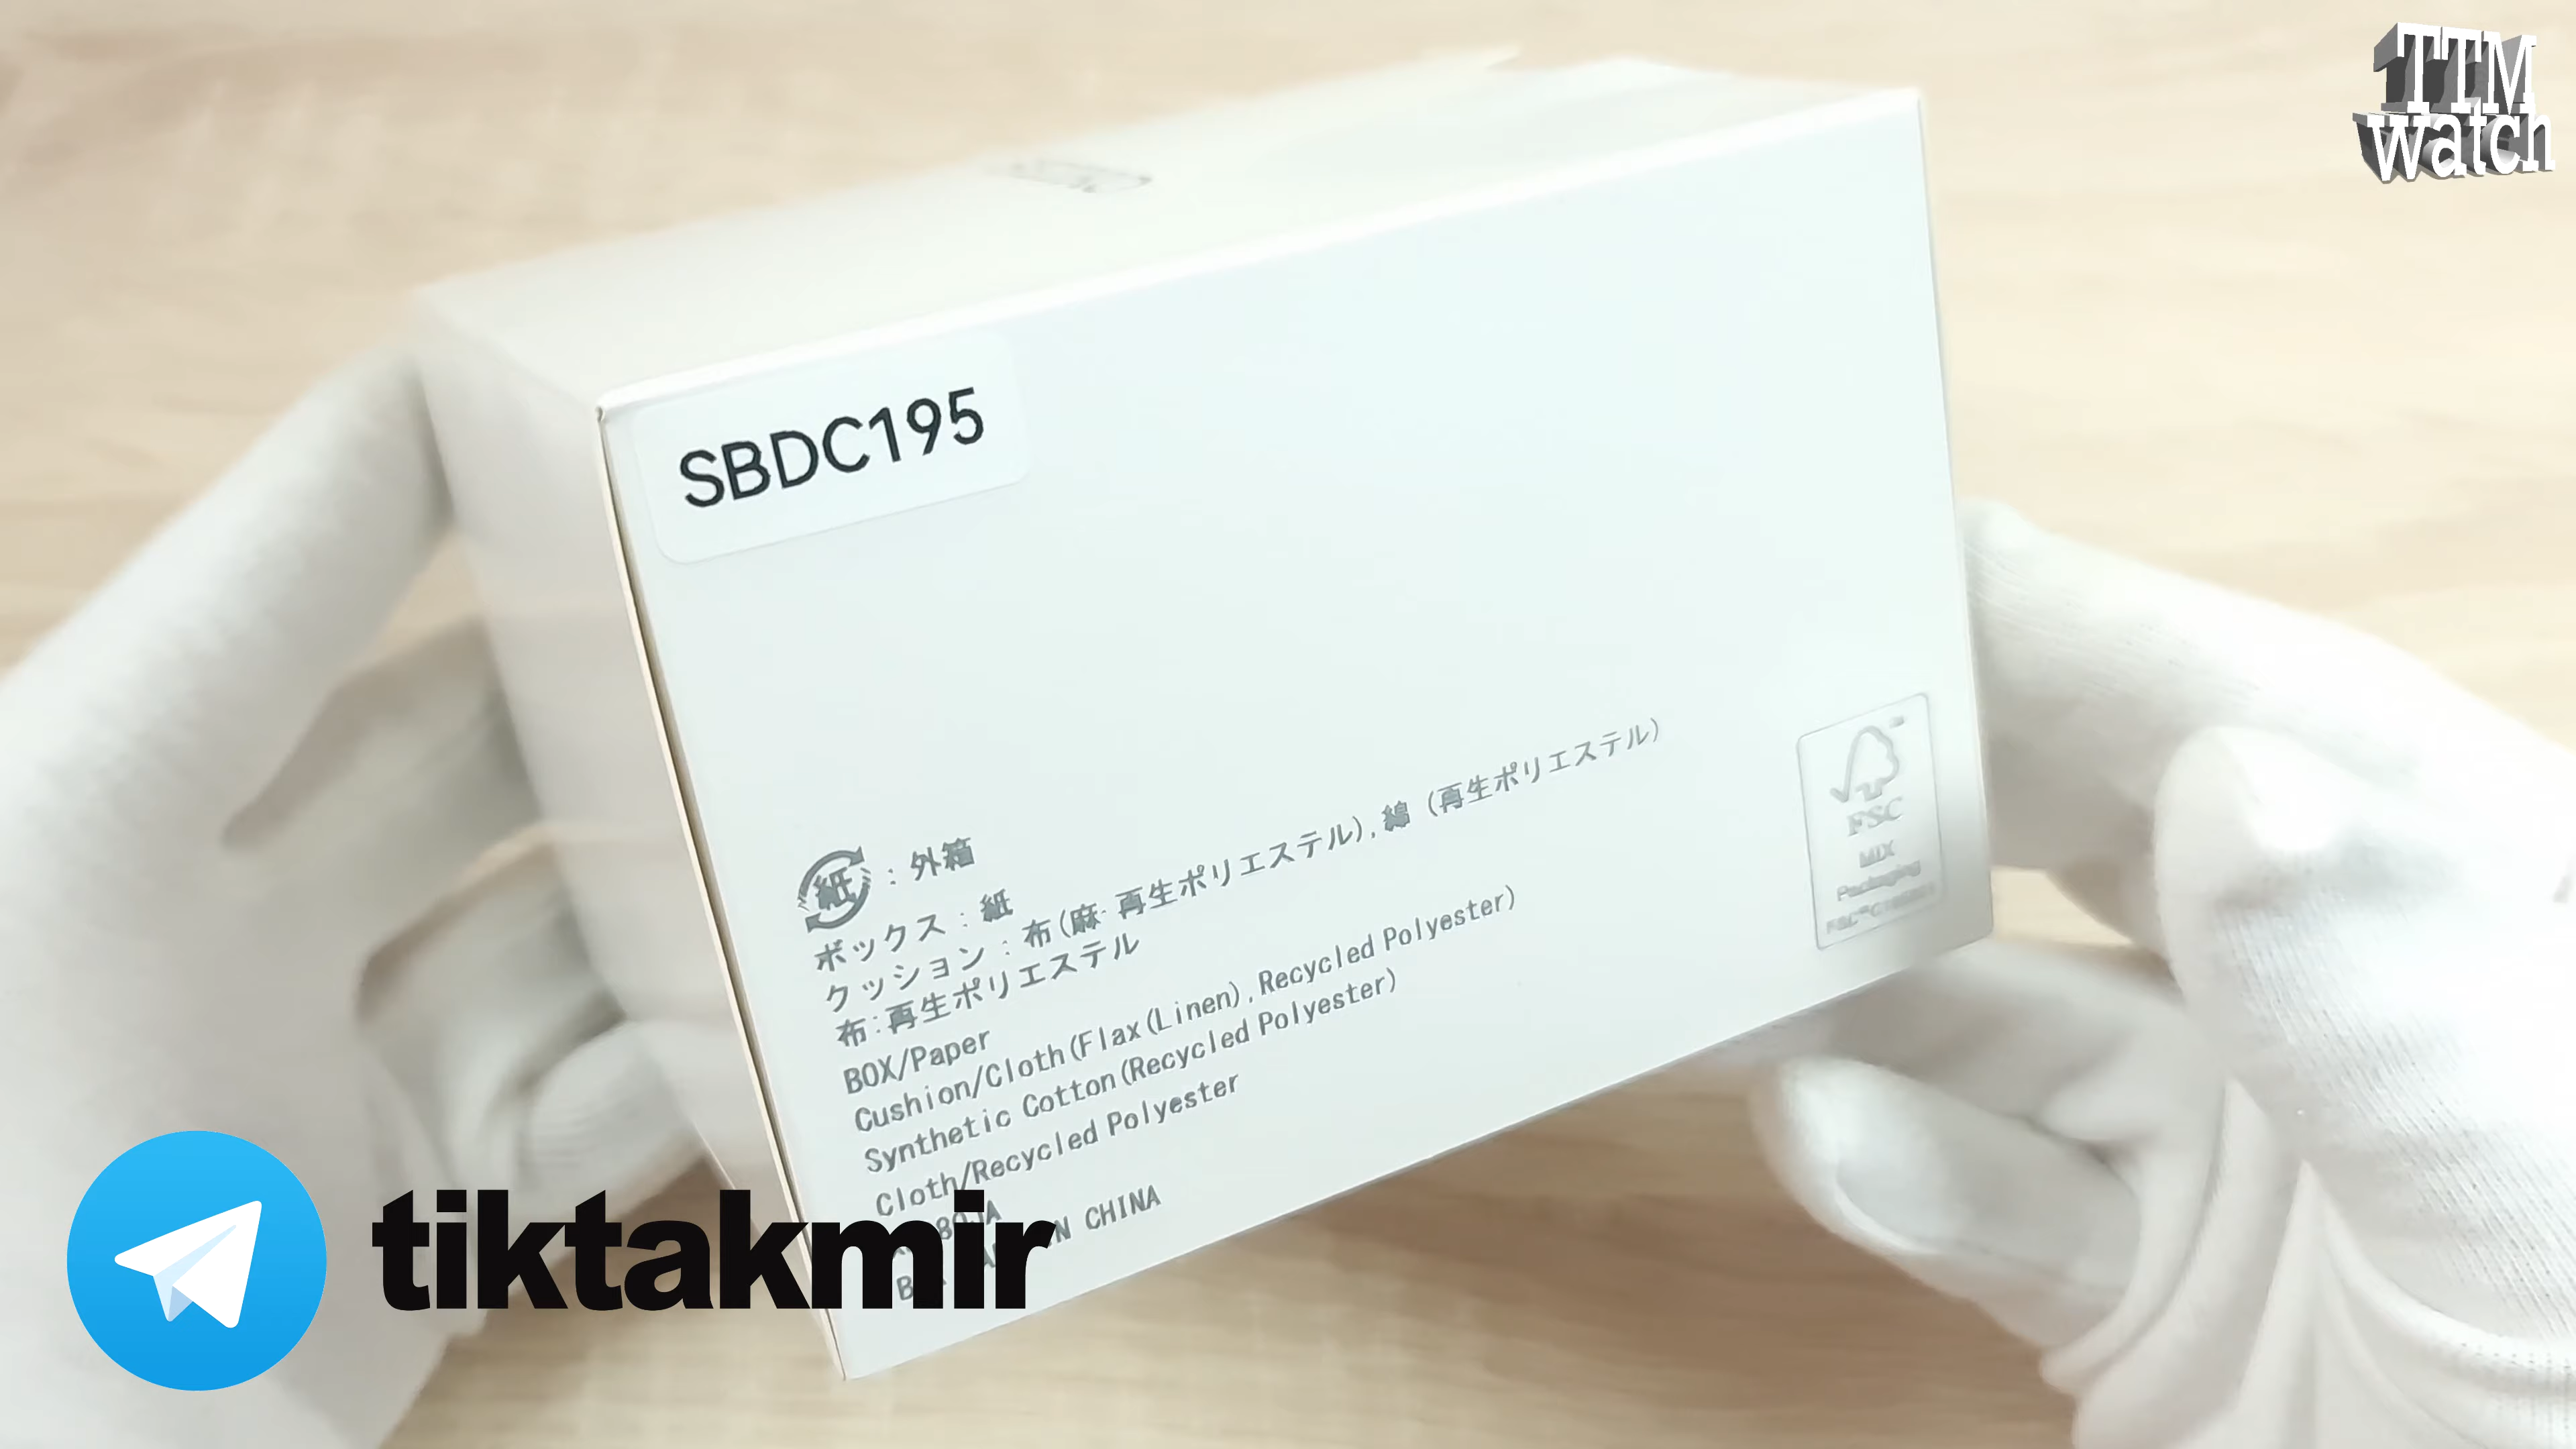 TTM
watch
SBDC195
紙 : 外箱
ボックス : 紙
クッション : 布(麻・再生ポリエステル), 綿 (再生ポリエステル)
布:再生ポリエステル
BOX/Paper
Cushion/Cloth(Flax(Linen),Recycled Polyester)
Synthetic Cotton(Recycled Polyester)
Cloth/Recycled Polyester
CHINA
FSC
MIX
Packaging
tiktakmir